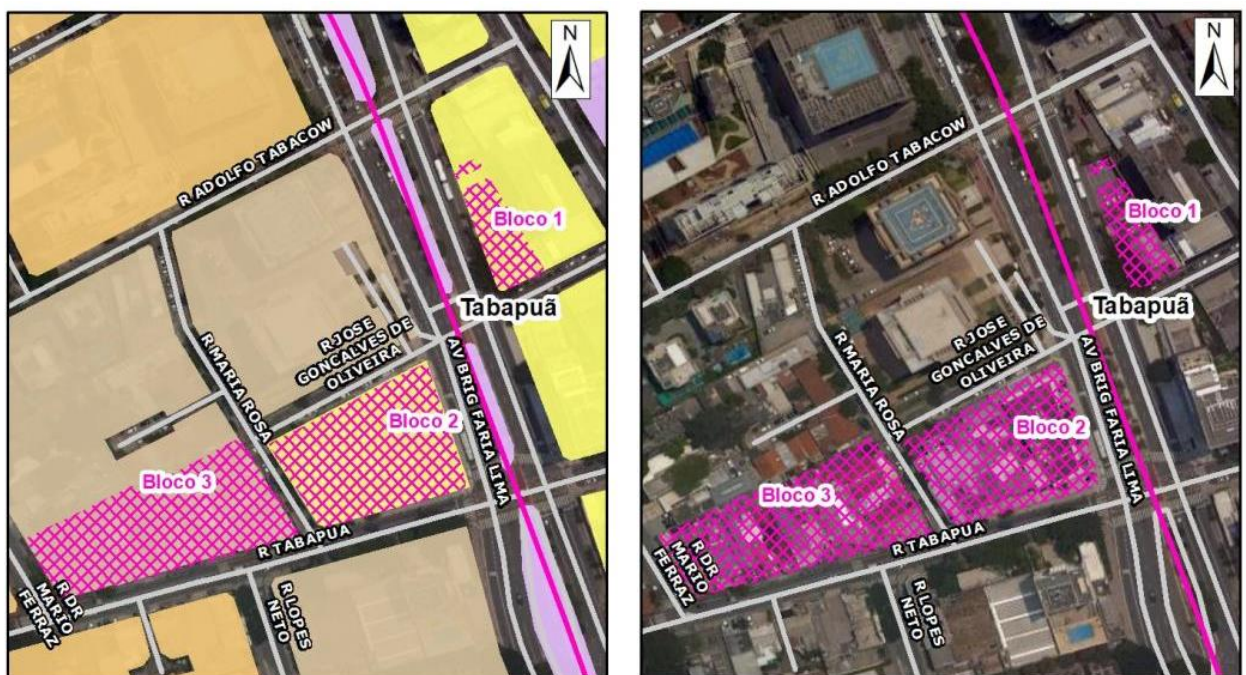 N
R ADOLFO TABACOW
Bloco 1
Tabapuã
R JOSE
GONCALVES DE
OLIVEIRA
R MARIA ROSA
AV BRIG FARIA LIMA
Bloco 2
Bloco 3
R TABAPUA
R DR
MARIO
FERRAZ
R LOPES
NETO
N
R ADOLFO TABACOW
Bloco 1
Tabapuã
R JOSE
GONCALVES DE
OLIVEIRA
R MARIA ROSA
AV BRIG FARIA LIMA
Bloco 2
Bloco 3
R TABAPUA
R DR
MARIO
FERRAZ
R LOPES
NETO